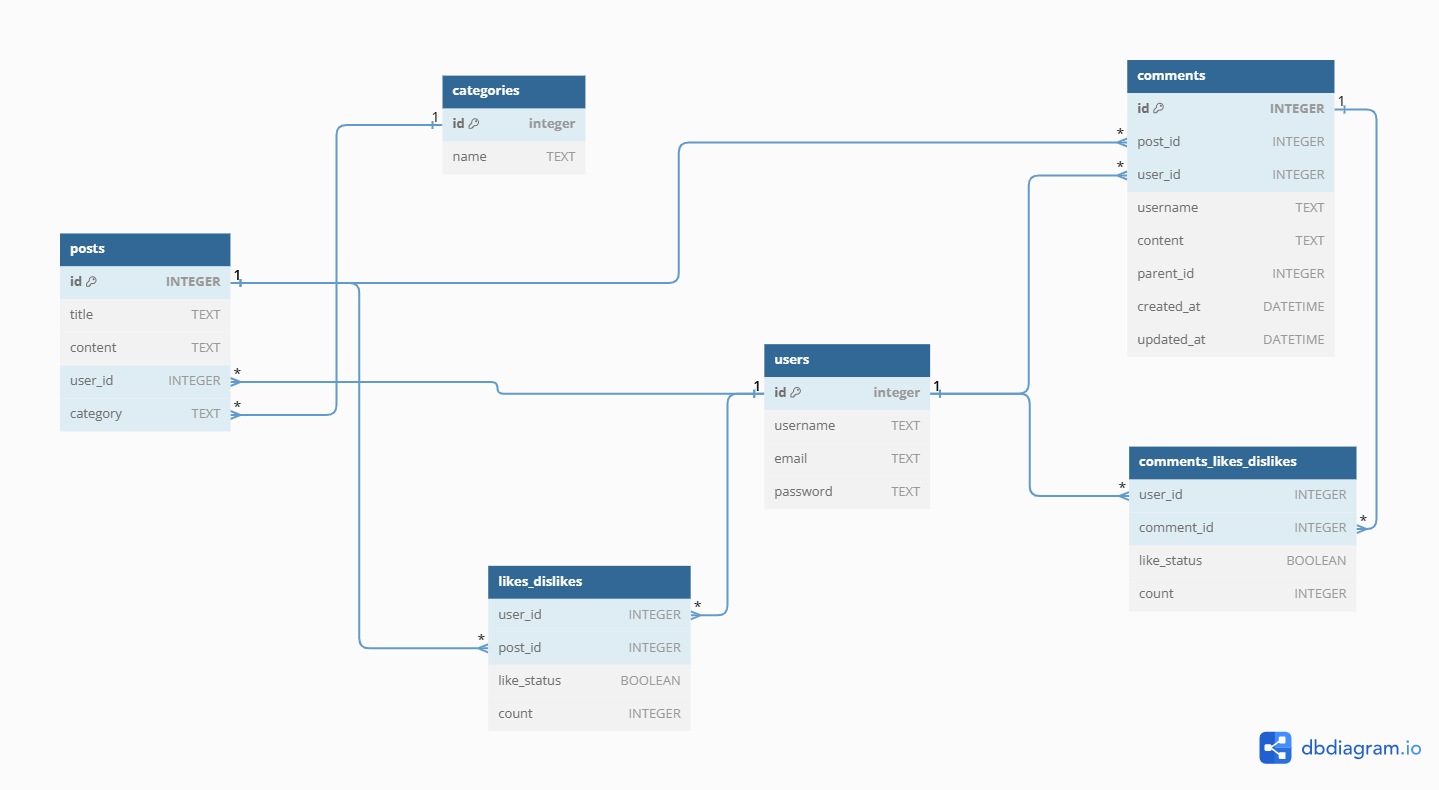 categories
id integer
name TEXT
comments
id INTEGER
post_id INTEGER
user_id INTEGER
username TEXT
content TEXT
parent_id INTEGER
created_at DATETIME
updated_at DATETIME
posts
id INTEGER
title TEXT
content TEXT
user_id INTEGER
category TEXT
users
id integer
username TEXT
email TEXT
password TEXT
comments_likes_dislikes
user_id INTEGER
comment_id INTEGER
like_status BOOLEAN
count INTEGER
likes_dislikes
user_id INTEGER
post_id INTEGER
like_status BOOLEAN
count INTEGER
1
1
*
*
1
*
*
1
1
*
*
*
*
dbdiagram.io